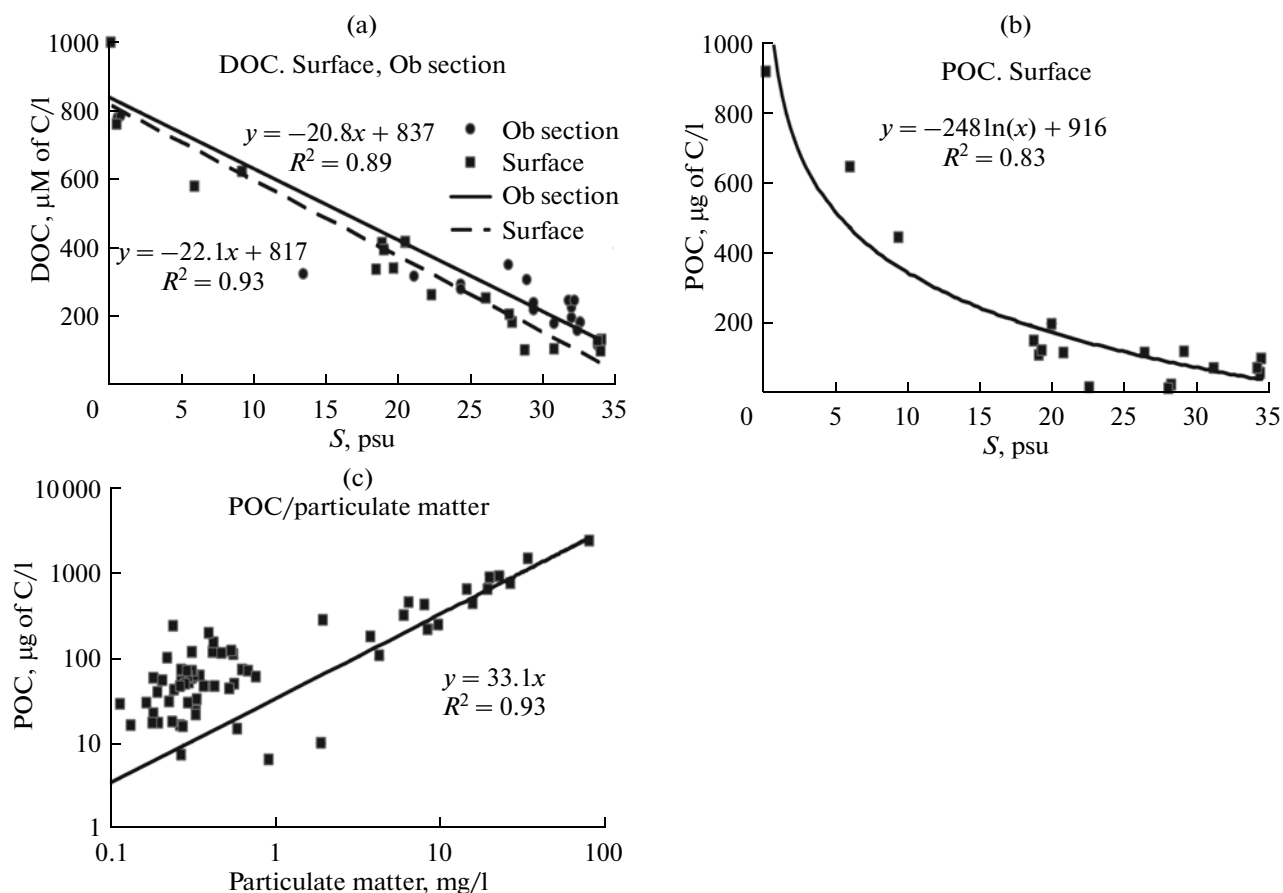 (a)
DOC. Surface, Ob section
DOC, μM of C/l
1000
800
600
400
200
0
5
10
15
20
25
30
35
S, psu
y = −20.8x + 837
R² = 0.89
y = −22.1x + 817
R² = 0.93
Ob section
Surface
Ob section
Surface
(b)
POC. Surface
POC, μg of C/l
1000
800
600
400
200
0
5
10
15
20
25
30
35
S, psu
y = −248ln(x) + 916
R² = 0.83
(c)
POC/particulate matter
POC, μg of C/l
10 000
1000
100
10
1
0.1
1
10
100
Particulate matter, mg/l
y = 33.1x
R² = 0.93